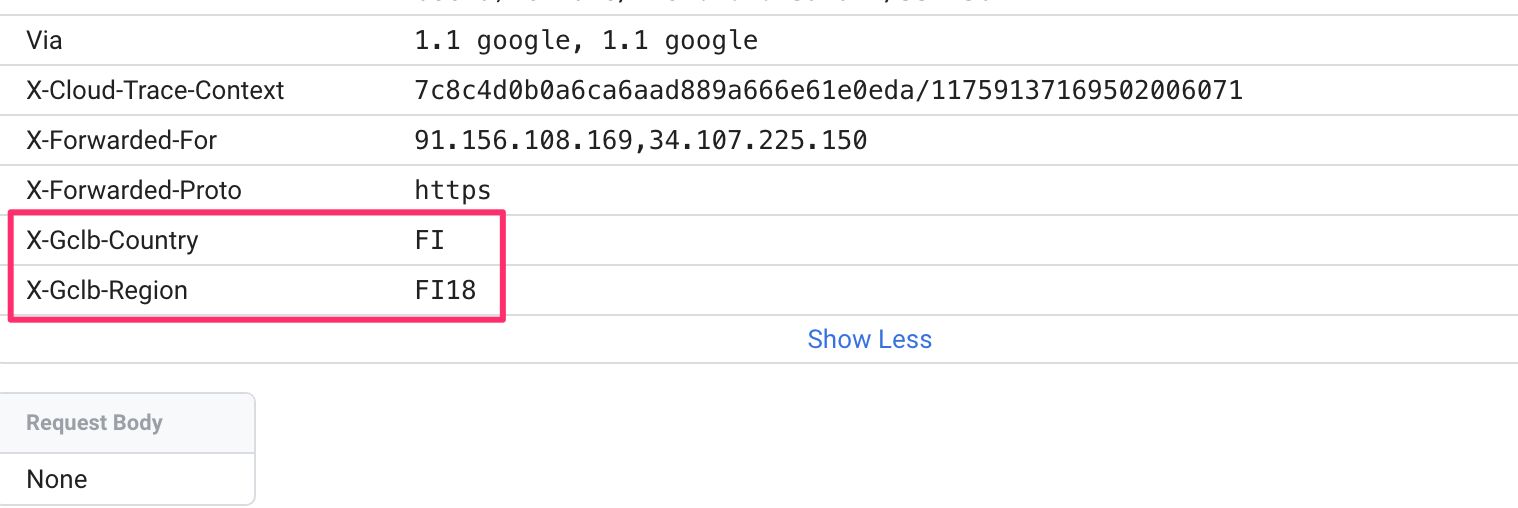 Via 1.1 google, 1.1 google
X-Cloud-Trace-Context 7c8c4d0b0a6ca6aad889a666e61e0eda/11759137169502006071
X-Forwarded-For 91.156.108.169,34.107.225.150
X-Forwarded-Proto https
X-Gclb-Country FI
X-Gclb-Region FI18
Show Less
Request Body
None